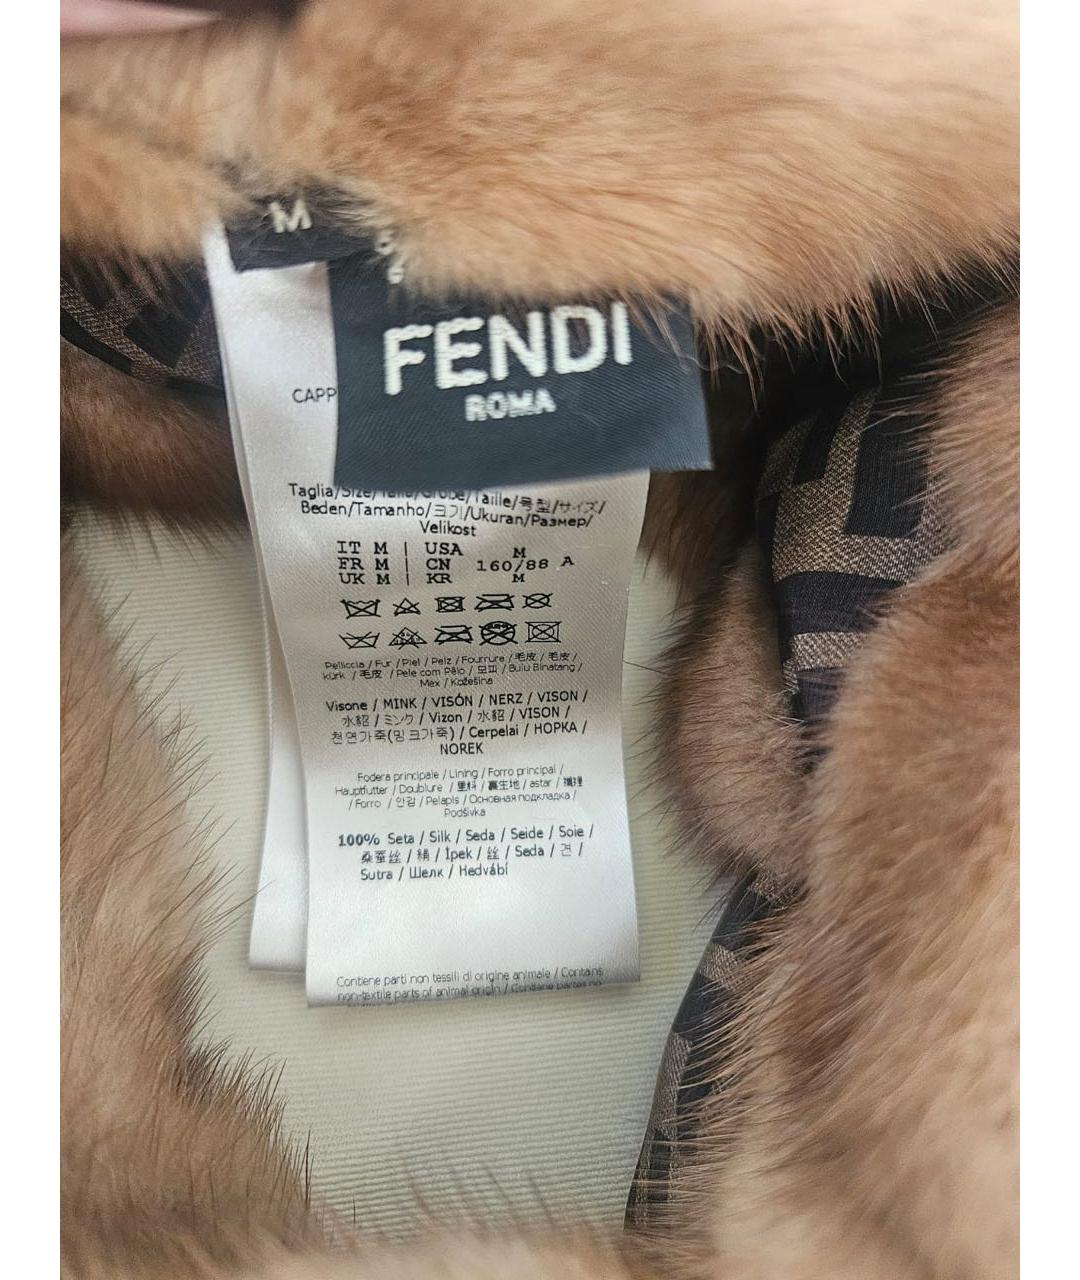 M
FENDI
ROMA
CAPP
Taglia/Size/Talla/Größe/Taille/号型/サイズ/
Beden/Tamanho/크기/Ukuran/Размер/
Velikost
IT M | USA M
FR M | CN 160/88 A
UK M | KR M
Pelliccia / Fur / Piel / Pelz / Fourrure / 毛皮 / 毛皮 /
Kürk / 毛皮 / Pele com Pêlo / 모피 / Bulu Binatang /
Мех / Kožešina
Visone / MINK / VISÓN / NERZ / VISON /
水貂 / ミンク / Vizon / 水貂 / VISON /
천연가죽(밍크가죽) / Cerpelai / НОРКА /
NOREK
Fodera principale / Lining / Forro principal /
Hauptfutter / Doublure / 里料 / 裏生地 / astar / 裡料
/ Forro / 안감 / Pelapis / Основная подкладка /
Podšívka
100% Seta / Silk / Seda / Seide / Soie /
桑蚕丝 / 絹 / İpek / 丝 / Seda / 견 /
Sutra / Шелк / Hedvábí
Contiene parti non tessili di origine animale / Contains
non-textile parts of animal origin / Contiene partes no